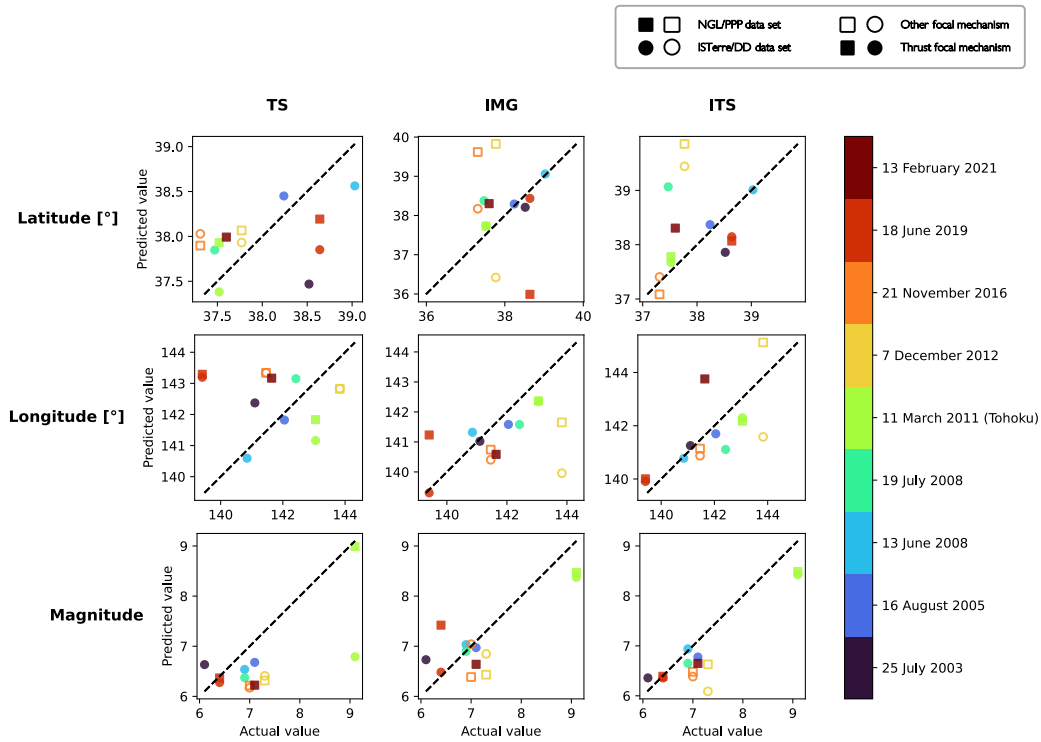 NGL/PPP data set
Other focal mechanism
ISTerre/DD data set
Thrust focal mechanism
TS
IMG
ITS
Latitude [°]
Predicted value
39.0
38.5
38.0
37.5
37.5 38.0 38.5 39.0
40
39
38
37
36
36 38 40
39
38
37
37 38 39
Longitude [°]
Predicted value
144
143
142
141
140
140 142 144
144
143
142
141
140
140 142 144
144
142
140
140 142 144
Magnitude
Predicted value
9
8
7
6
6 7 8 9
Actual value
9
8
7
6
6 7 8 9
Actual value
9
8
7
6
6 7 8 9
Actual value
13 February 2021
18 June 2019
21 November 2016
7 December 2012
11 March 2011 (Tohoku)
19 July 2008
13 June 2008
16 August 2005
25 July 2003